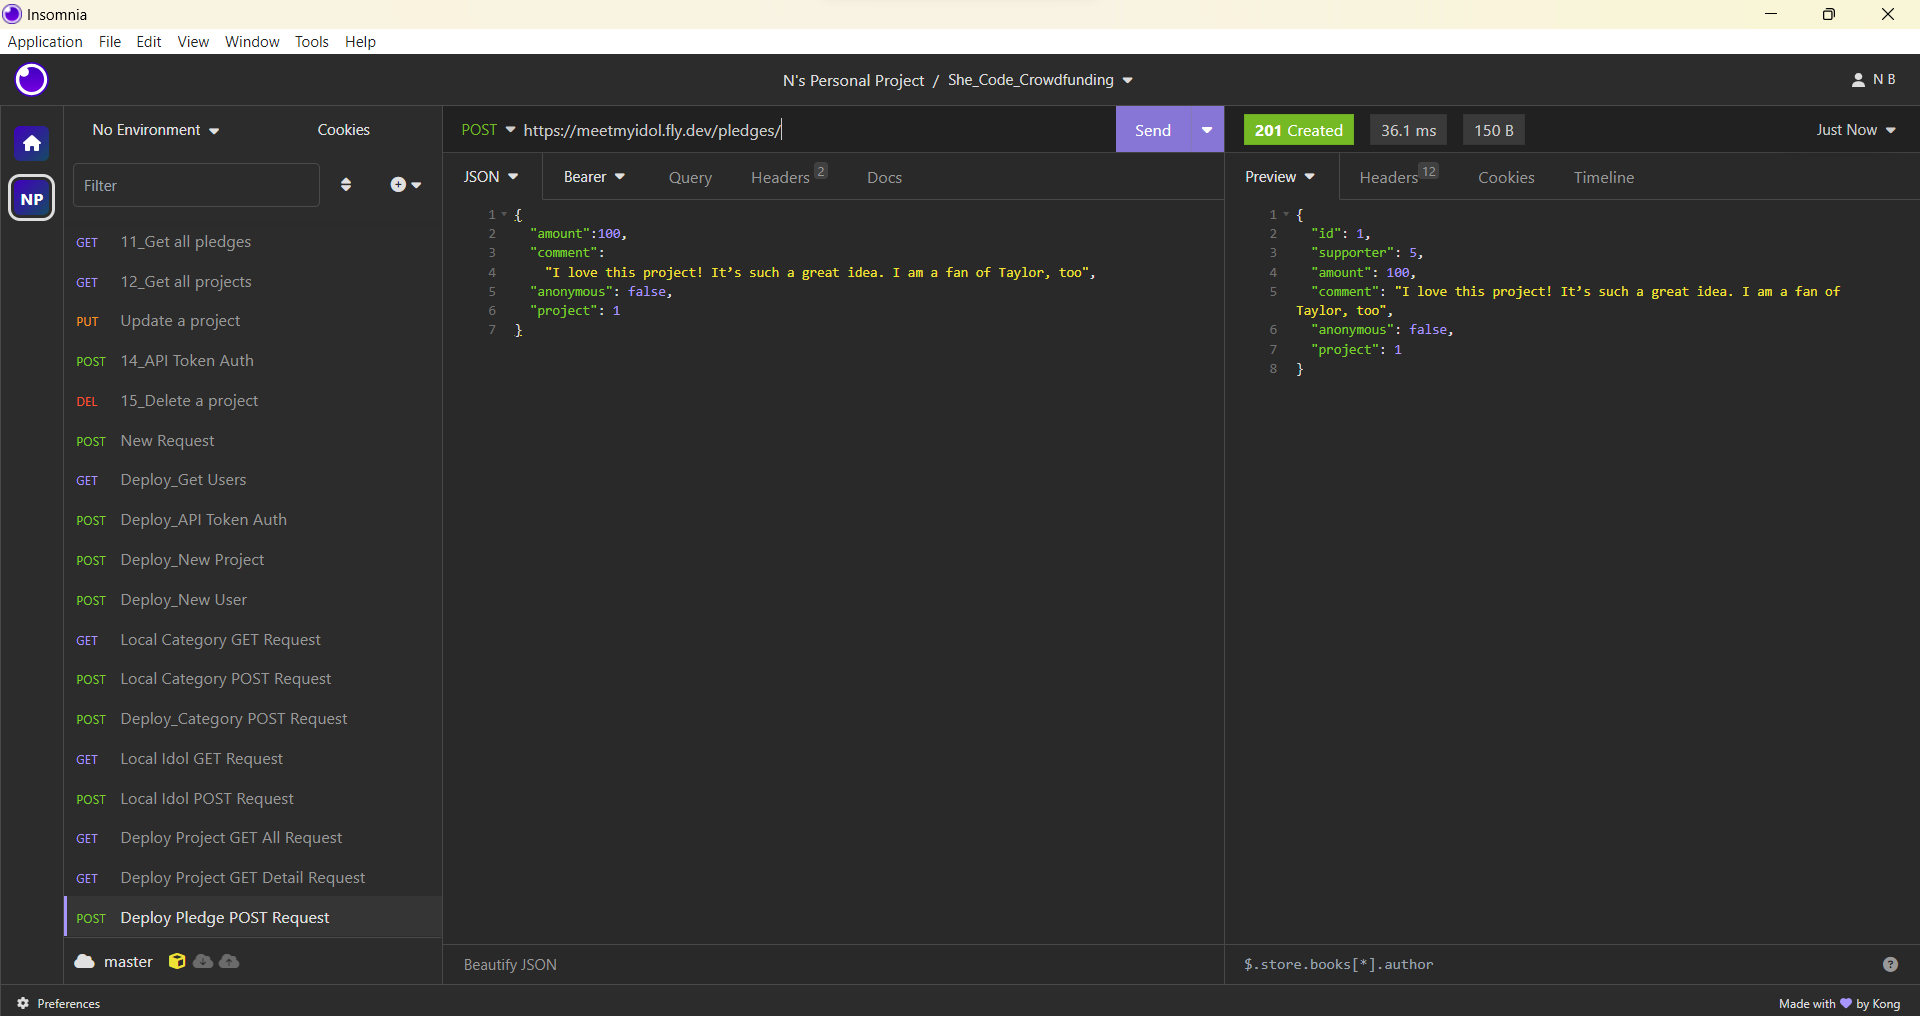 Insomnia
Application File Edit View Window Tools Help
N's Personal Project / She_Code_Crowdfunding
N B
NP
No Environment
Cookies
Filter
GET 11_Get all pledges
GET 12_Get all projects
PUT Update a project
POST 14_API Token Auth
DEL 15_Delete a project
POST New Request
GET Deploy_Get Users
POST Deploy_API Token Auth
POST Deploy_New Project
POST Deploy_New User
GET Local Category GET Request
POST Local Category POST Request
POST Deploy_Category POST Request
GET Local Idol GET Request
POST Local Idol POST Request
GET Deploy Project GET All Request
GET Deploy Project GET Detail Request
POST Deploy Pledge POST Request
master
POST https://meetmyidol.fly.dev/pledges/
Send
JSON Bearer Query Headers 2 Docs
1 {
2 "amount":100,
3 "comment":
4 "I love this project! It’s such a great idea. I am a fan of Taylor, too",
5 "anonymous": false,
6 "project": 1
7 }
Beautify JSON
201 Created 36.1 ms 150 B
Just Now
Preview Headers 12 Cookies Timeline
1 {
2 "id": 1,
3 "supporter": 5,
4 "amount": 100,
5 "comment": "I love this project! It’s such a great idea. I am a fan of
Taylor, too",
6 "anonymous": false,
7 "project": 1
8 }
$.store.books[*].author
?
Preferences
Made with 💜 by Kong